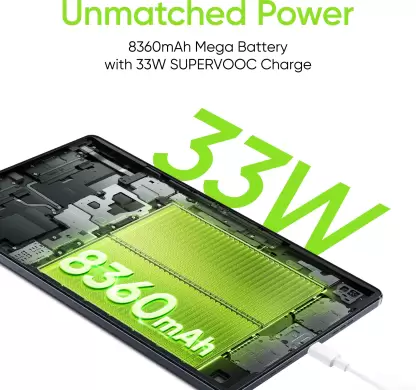 Unmatched Power
8360mAh Mega Battery
with 33W SUPERVOOC Charge
33W
8360mAh